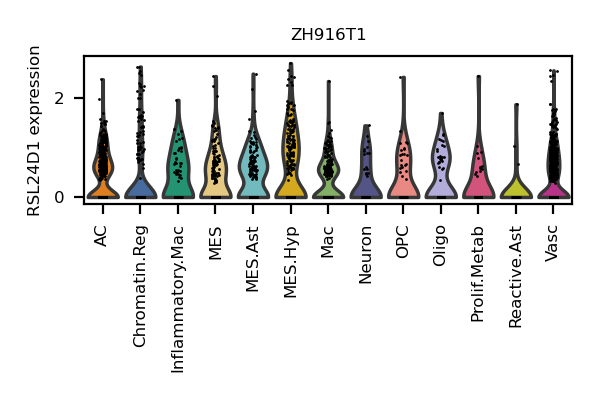 ZH916T1
RSL24D1 expression
2
0
AC
Chromatin.Reg
Inflammatory.Mac
MES
MES.Ast
MES.Hyp
Mac
Neuron
OPC
Oligo
Prolif.Metab
Reactive.Ast
Vasc